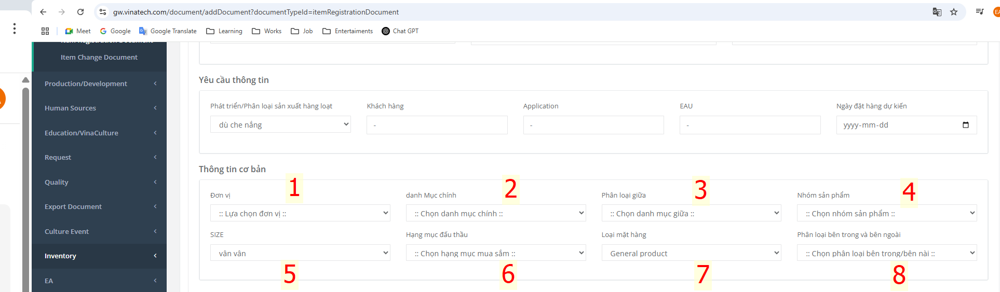 gw.vinatech.com/document/addDocument?documentTypeId=itemRegistrationDocument
Meet Google Google Translate Learning Works Job Entertaiments Chat GPT
Item Registration Document
Item Change Document
Production/Development
Human Sources
Education/VinaCulture
Request
Quality
Export Document
Culture Event
Inventory
EA
Yêu cầu thông tin
Phát triển/Phân loại sản xuất hàng loạt Khách hàng Application EAU Ngày đặt hàng dự kiến
dù che nắng - - - yyyy-mm-dd
Thông tin cơ bản
1 2 3 4
Đơn vị danh Mục chính Phân loại giữa Nhóm sản phẩm
:: Lựa chọn đơn vị :: :: Chọn danh mục chính :: :: Chọn danh mục giữa :: :: Chọn nhóm sản phẩm ::
SIZE Hạng mục đấu thầu Loại mặt hàng Phân loại bên trong và bên ngoài
vân vân :: Chọn hạng mục mua sắm :: General product :: Chọn phân loại bên trong/bên nài ::
5 6 7 8